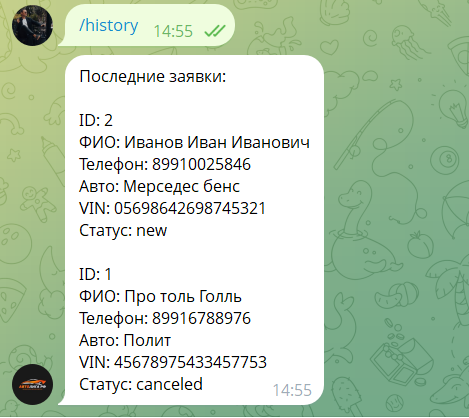 /history
14:55
Последние заявки:
ID: 2
ФИО: Иванов Иван Иванович
Телефон: 89910025846
Авто: Мерседес бенс
VIN: 05698642698745321
Статус: new
ID: 1
ФИО: Про толь Голль
Телефон: 89916788976
Авто: Полит
VIN: 45678975433457753
Статус: canceled
14:55